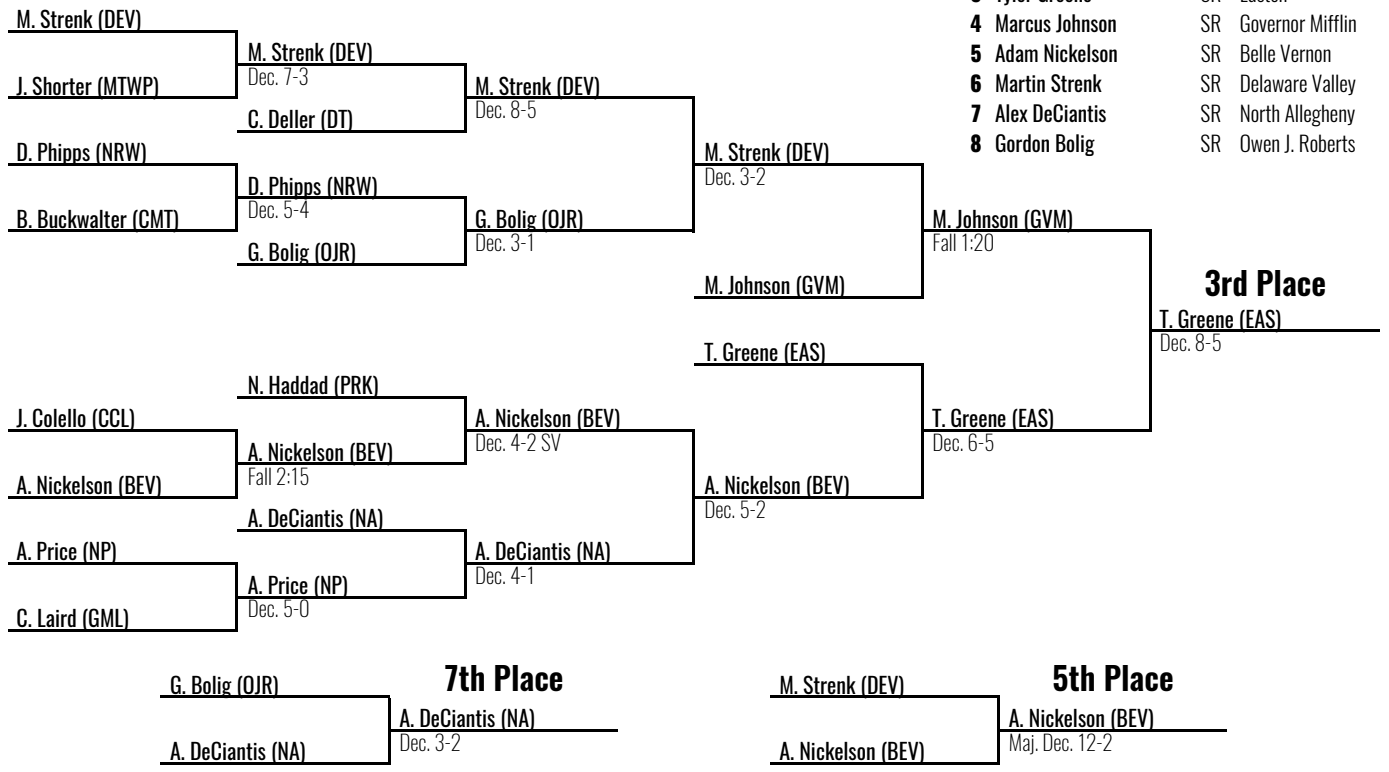 3 Tyler Greene SR Easton
4 Marcus Johnson SR Governor Mifflin
5 Adam Nickelson SR Belle Vernon
6 Martin Strenk SR Delaware Valley
7 Alex DeCiantis SR North Allegheny
8 Gordon Bolig SR Owen J. Roberts
M. Strenk (DEV)
J. Shorter (MTWP)
D. Phipps (NRW)
B. Buckwalter (CMT)
J. Colello (CCL)
A. Nickelson (BEV)
A. Price (NP)
C. Laird (GML)
M. Strenk (DEV)
Dec. 7-3
C. Deller (DT)
D. Phipps (NRW)
Dec. 5-4
G. Bolig (OJR)
N. Haddad (PRK)
A. Nickelson (BEV)
Fall 2:15
A. DeCiantis (NA)
A. Price (NP)
Dec. 5-0
M. Strenk (DEV)
Dec. 8-5
G. Bolig (OJR)
Dec. 3-1
A. Nickelson (BEV)
Dec. 4-2 SV
A. DeCiantis (NA)
Dec. 4-1
M. Strenk (DEV)
Dec. 3-2
M. Johnson (GVM)
T. Greene (EAS)
A. Nickelson (BEV)
Dec. 5-2
M. Johnson (GVM)
Fall 1:20
T. Greene (EAS)
Dec. 6-5
3rd Place
T. Greene (EAS)
Dec. 8-5
7th Place
G. Bolig (OJR)
A. DeCiantis (NA)
A. DeCiantis (NA)
Dec. 3-2
5th Place
M. Strenk (DEV)
A. Nickelson (BEV)
A. Nickelson (BEV)
Maj. Dec. 12-2